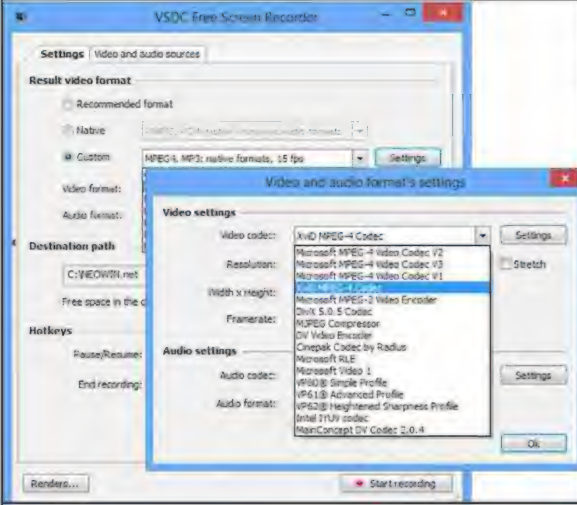 VSDC Free Screen Recorder
Settings Video and audio sources
Result video format
Recommended format
Native
Custom MPEG4, MP3: native formats, 15 fps Settings
Video format:
Audio format:
Destination path
C:\NEOWIN.net
Free space in the
Hotkeys
Pause/Resume:
End recording:
Renders... Start recording
Video and audio format's settings
Video settings
Video codec: XviD MPEG-4 Codec Settings
Resolution: Stretch
Width x Height:
Framerate:
Microsoft MPEG-4 Video Codec V2
Microsoft MPEG-4 Video Codec V3
Microsoft MPEG-4 Video Codec V1
XviD MPEG-4 Codec
Microsoft MPEG-2 Video Encoder
DivX 5.0.5 Codec
MJPEG Compressor
DV Video Encoder
Cinepak Codec by Radius
Microsoft RLE
Microsoft Video 1
VP60® Simple Profile
VP61® Advanced Profile
VP62® Heightened Sharpness Profile
Intel IYUV codec
MainConcept DV Codec 2.0.4
Audio settings
Audio codec: Settings
Audio format:
Ok